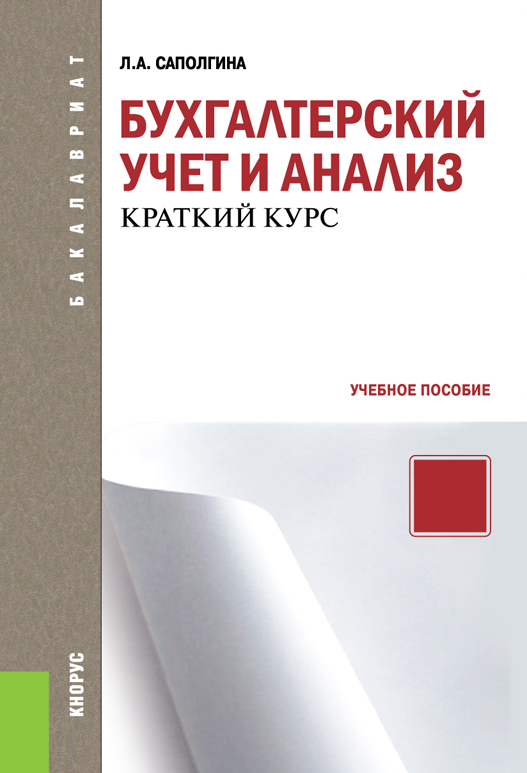 Л.А. САПОЛГИНА
БУХГАЛТЕРСКИЙ
УЧЕТ И АНАЛИЗ
КРАТКИЙ КУРС
УЧЕБНОЕ ПОСОБИЕ
БАКАЛАВРИАТ
КНОРУС